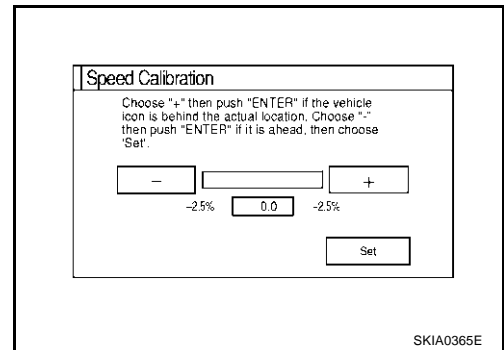 Speed Calibration
Choose "+" then push "ENTER" if the vehicle
icon is behind the actual location. Choose "-"
then push "ENTER" if it is ahead, then choose
'Set'.
− +
−2.5% 0.0 −2.5%
Set
SKIA0365E